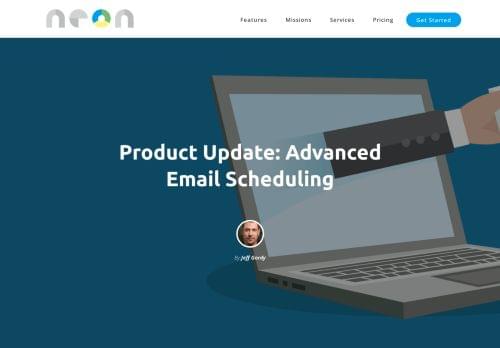 neon
Features
Missions
Services
Pricing
Get Started
Product Update: Advanced
Email Scheduling
By Jeff Gordy